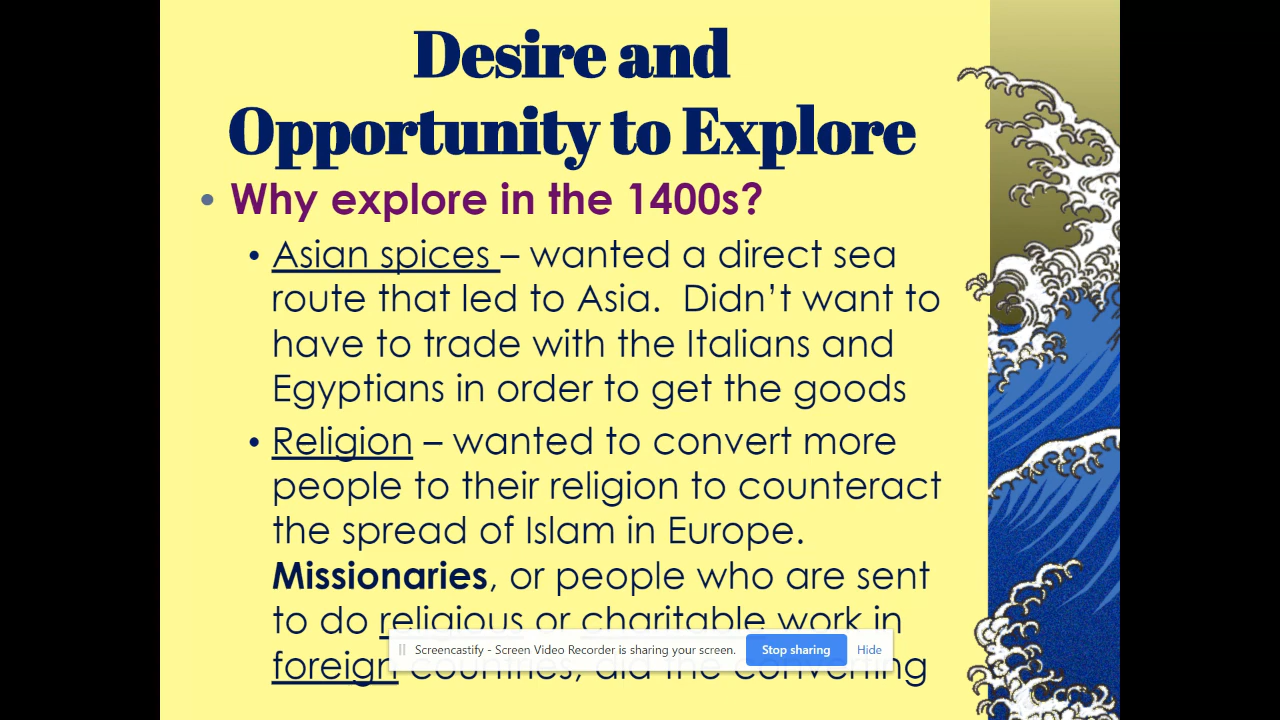 Desire and
Opportunity to Explore
• Why explore in the 1400s?
• Asian spices – wanted a direct sea
route that led to Asia. Didn’t want to
have to trade with the Italians and
Egyptians in order to get the goods
• Religion – wanted to convert more
people to their religion to counteract
the spread of Islam in Europe.
Missionaries, or people who are sent
to do religious or charitable work in
Screencastify - Screen Video Recorder is sharing your screen. Stop sharing Hide
foreign countries, did the converting